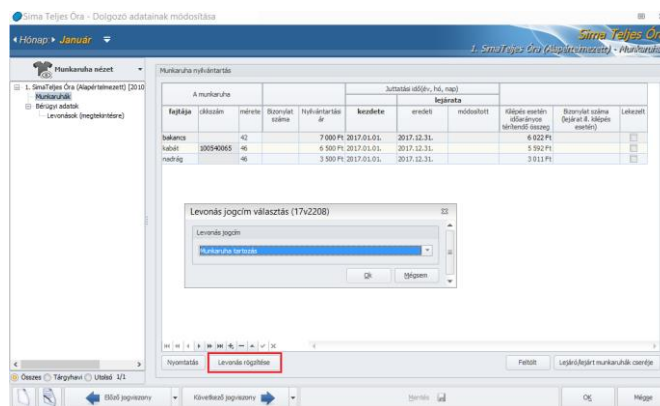 Sima Teljes Óra - Dolgozó adatainak módosítása
Hónap: Január
Sima Teljes Óra
1. SimaTeljes Óra (Alapértelmezett) - Munkaruhá
Munkaruha nézet
1. SimaTeljes Óra (Alapértelmezett) [2010
Munkaruhák
Bérügyi adatok
Levonások (megtekintésre)
Munkaruha nyilvántartás
A munkaruha
Juttatási idő(év, hó, nap)
lejárata
fajtája cikkszám mérete Bizonylat száma Nyilvántartási ár kezdete eredeti módosított Kilépés esetén időarányos térítendő összeg Bizonylat száma (lejárat ill. kilépés esetén) Lekezelt
bakancs 42 7 000 Ft 2017.01.01. 2017.12.31. 6 022 Ft
kabát 100540065 46 6 500 Ft 2017.01.01. 2017.12.31. 5 592 Ft
nadrág 46 3 500 Ft 2017.01.01. 2017.12.31. 3 011 Ft
Levonás jogcím választás (17v2208)
Levonás jogcím
Munkaruha tartozás
Ok Mégsem
Nyomtatás Levonás rögzítése Feltölt Lejáró/lejárt munkaruhák cseréje
Összes Tárgyhavi Utolsó 1/1
Előző jogviszony Következő jogviszony Mentés OK Mégse